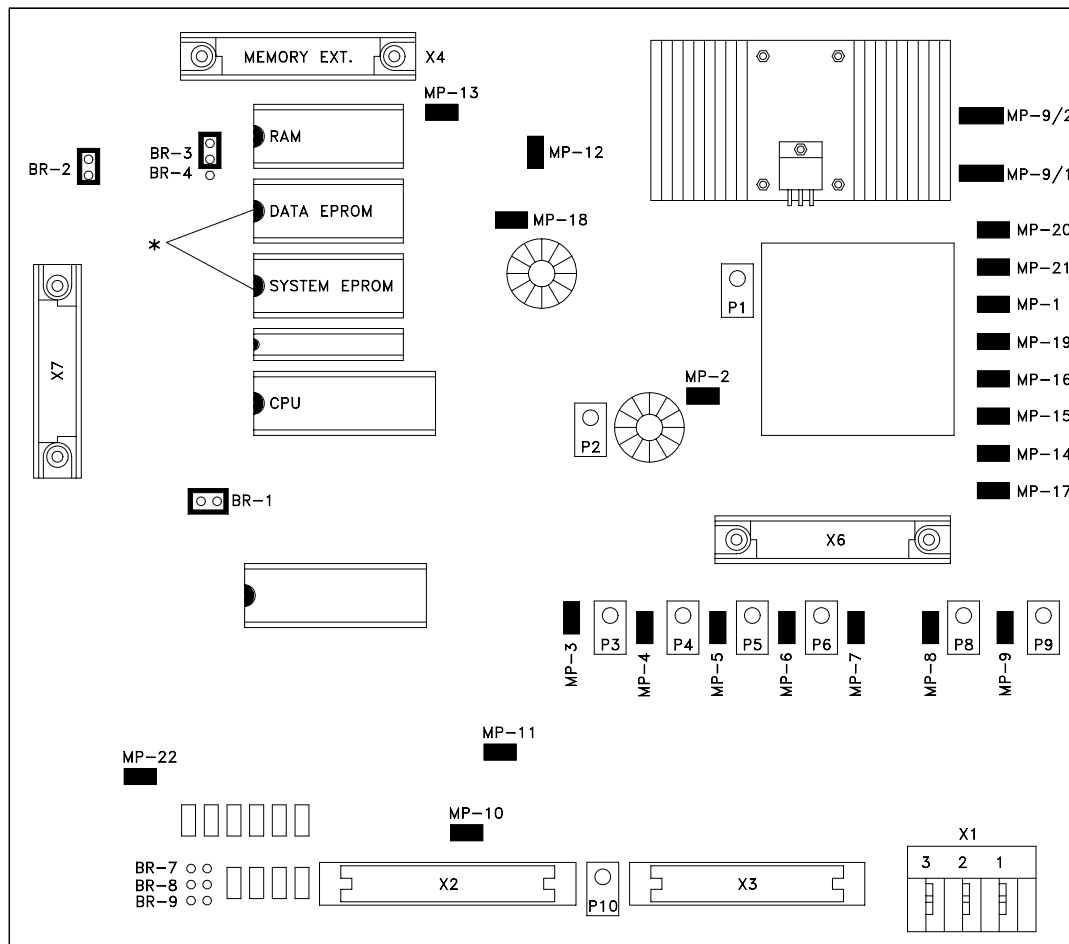 MEMORY EXT.
X4
MP-13
MP-9/2
RAM
BR-3
MP-12
BR-2
BR-4
MP-9/1
DATA EPROM
MP-18
*
MP-20
MP-21
SYSTEM EPROM
P1
MP-1
MP-19
X7
MP-2
MP-16
CPU
MP-15
P2
MP-14
BR-1
MP-17
X6
P3
P4
P5
P6
P8
P9
MP-3
MP-4
MP-5
MP-6
MP-7
MP-8
MP-9
MP-11
MP-22
MP-10
X1
3 2 1
BR-7
BR-8
BR-9
X2
X3
P10